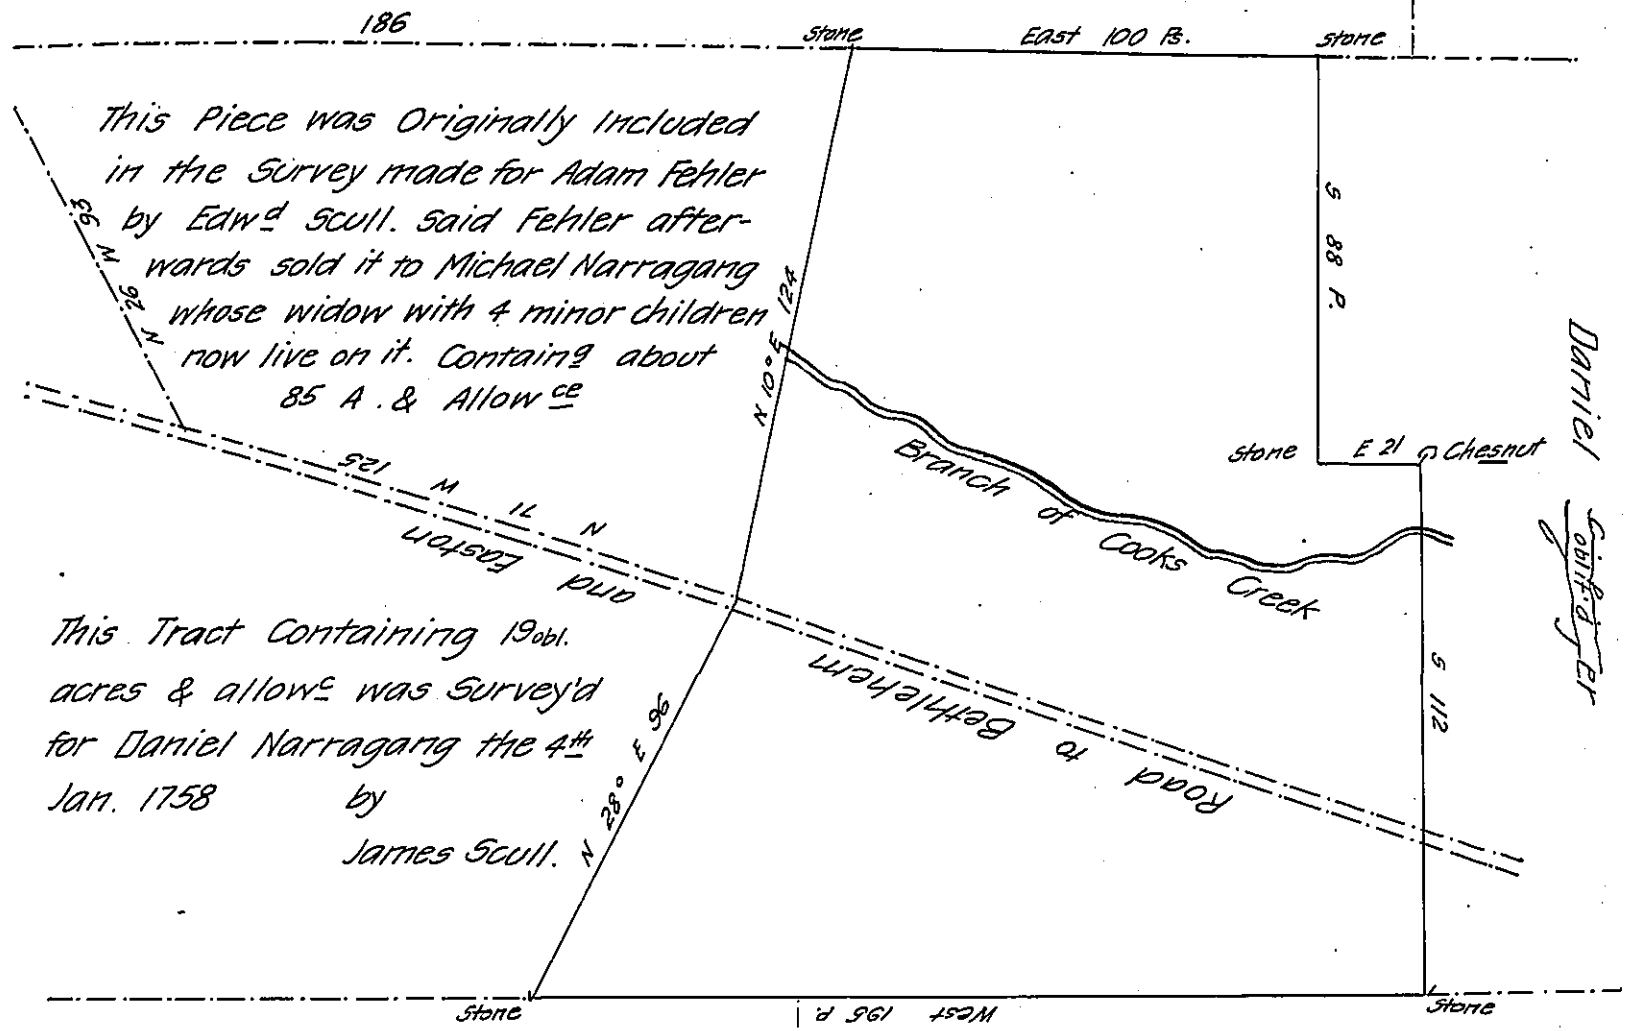 186
Stone East 100 Ps. Stone
This Piece was Originally Included
in the Survey made for Adam Fehler
by Edwd Scull. Said Fehler after-
wards sold it to Michael Narragang
whose widow with 4 minor children
now live on it. Containg about
85 A. & Allowce
N 26 W 93
N 10° E 124
S 88 P.
Stone E 21 Chesnut
Daniel
Branch of Cooks Creek
N 71 W 125
Road to Bethlehem and Easton
S 112
This Tract Containing 19obl.
acres & allowc was Survey'd
for Daniel Narragang the 4th
Jan. 1758 by
James Scull.
N 28° E 96
Stone West 195 P. Stone